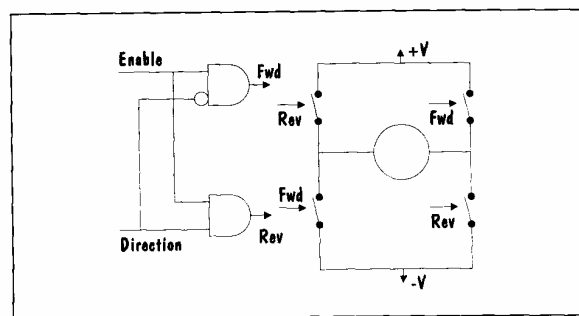 Enable
Fwd
Rev
Direction
+V
Rev
Fwd
Fwd
Rev
-V